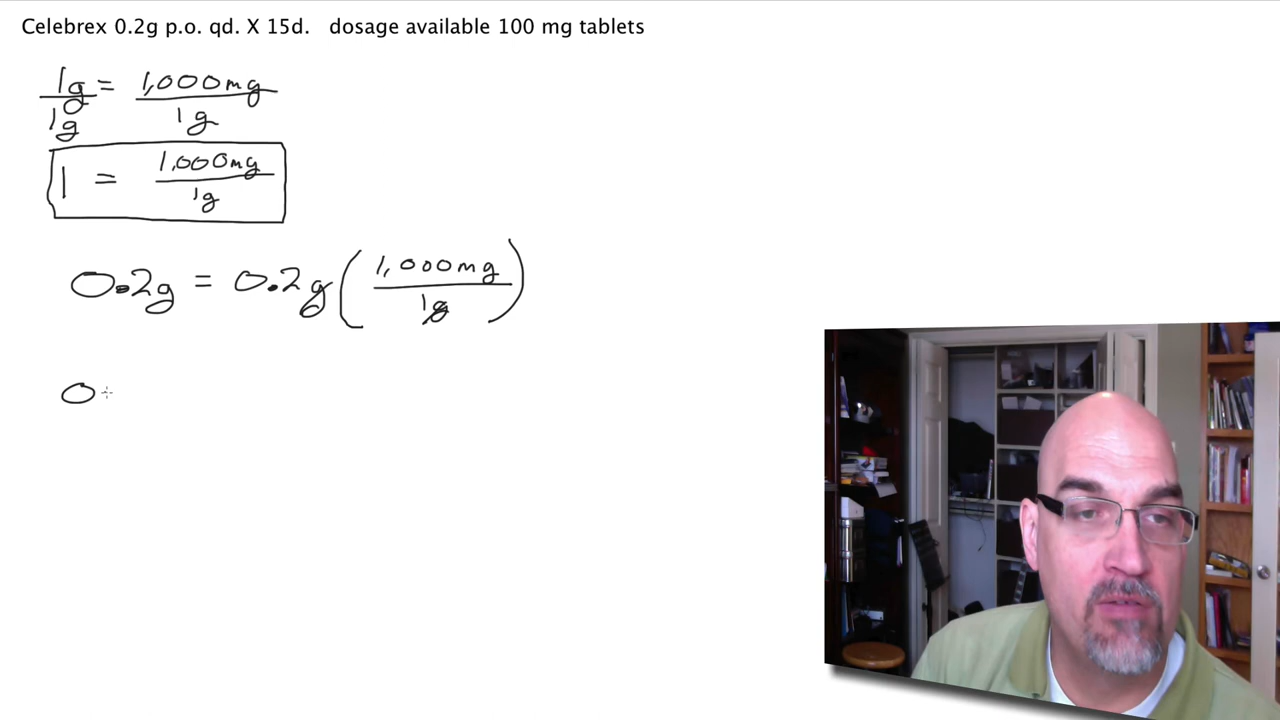 Celebrex 0.2g p.o. qd. X 15d. dosage available 100 mg tablets
1g/1g = 1,000mg/1g
1 = 1,000mg/1g
0.2g = 0.2g(1,000mg/1g)
0